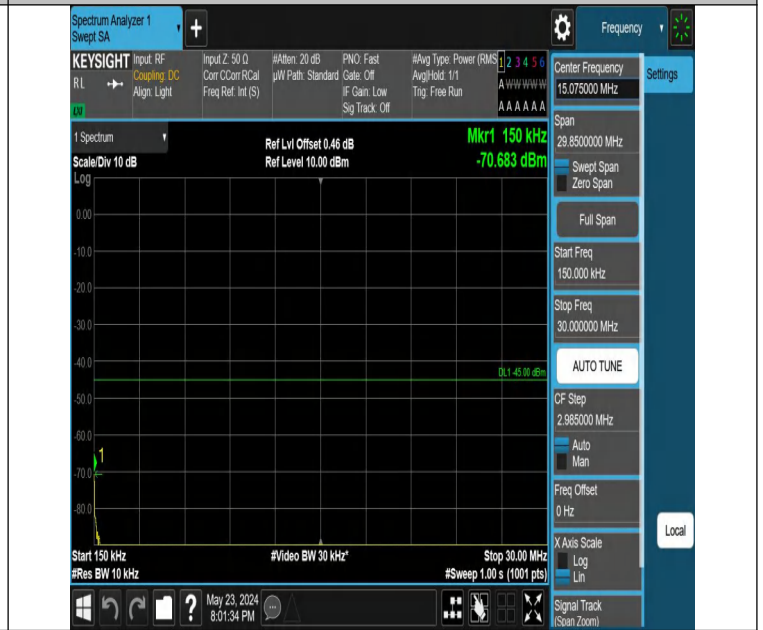 Spectrum Analyzer 1
Swept SA
+
Frequency
KEYSIGHT
RL
Input: RF
Coupling: DC
Align: Light
Input Z: 50 Ω
Corr CCorr RCal
Freq Ref: Int (S)
#Atten: 20 dB
µW Path: Standard
PNO: Fast
Gate: Off
IF Gain: Low
Sig Track: Off
#Avg Type: Power (RMS
Avg|Hold: 1/1
Trig: Free Run
1 2 3 4 5 6
A W W W W W
A A A A A A
1 Spectrum
Scale/Div 10 dB
Log
Ref Lvl Offset 0.46 dB
Ref Level 10.00 dBm
Mkr1 150 kHz
-70.683 dBm
0.00
-10.0
-20.0
-30.0
-40.0
-50.0
-60.0
-70.0
-80.0
DL1 -45.00 dBm
1
Start 150 kHz
#Res BW 10 kHz
#Video BW 30 kHz*
Stop 30.00 MHz
#Sweep 1.00 s (1001 pts)
Center Frequency
15.075000 MHz
Settings
Span
29.8500000 MHz
Swept Span
Zero Span
Full Span
Start Freq
150.000 kHz
Stop Freq
30.000000 MHz
AUTO TUNE
CF Step
2.985000 MHz
Auto
Man
Freq Offset
0 Hz
X Axis Scale
Log
Lin
Local
Signal Track
(Span Zoom)
?
May 23, 2024
8:01:34 PM